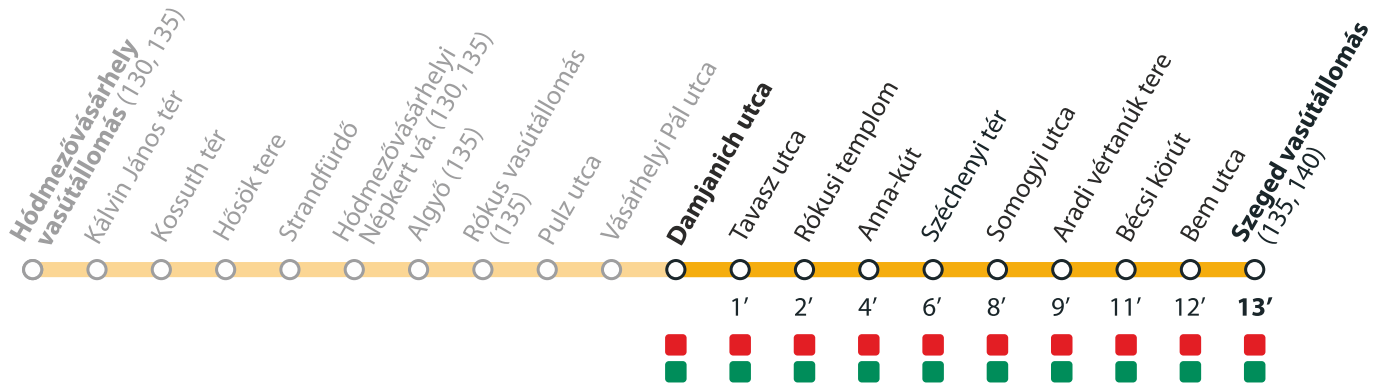 Hódmezővásárhely
vasútállomás (130, 135)
Kálvin János tér
Kossuth tér
Hősök tere
Strandfürdő
Hódmezővásárhelyi
Népkert vá. (130, 135)
Algyő (135)
Rókus vasútállomás
(135)
Pulz utca
Vásárhelyi Pál utca
Damjanich utca
Tavasz utca
Rókusi templom
Anna-kút
Széchenyi tér
Somogyi utca
Aradi vértanúk tere
Bécsi körút
Bem utca
Szeged vasútállomás
(135, 140)
1’ 2’ 4’ 6’ 8’ 9’ 11’ 12’ 13’